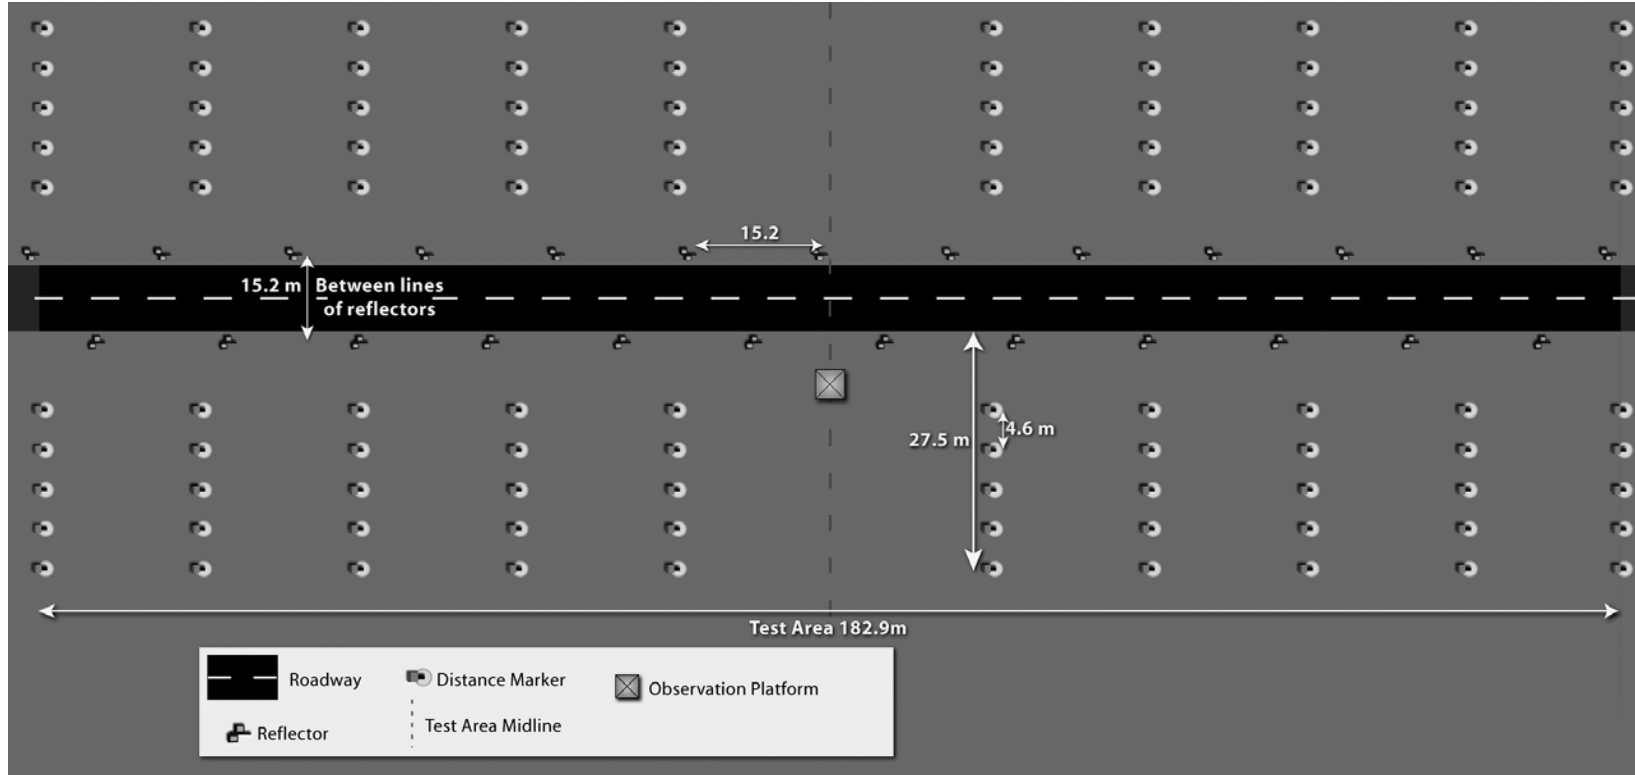 15.2
15.2 m
Between lines
of reflectors
27.5 m
4.6 m
Test Area 182.9m
Roadway
Distance Marker
Observation Platform
Test Area Midline
Reflector